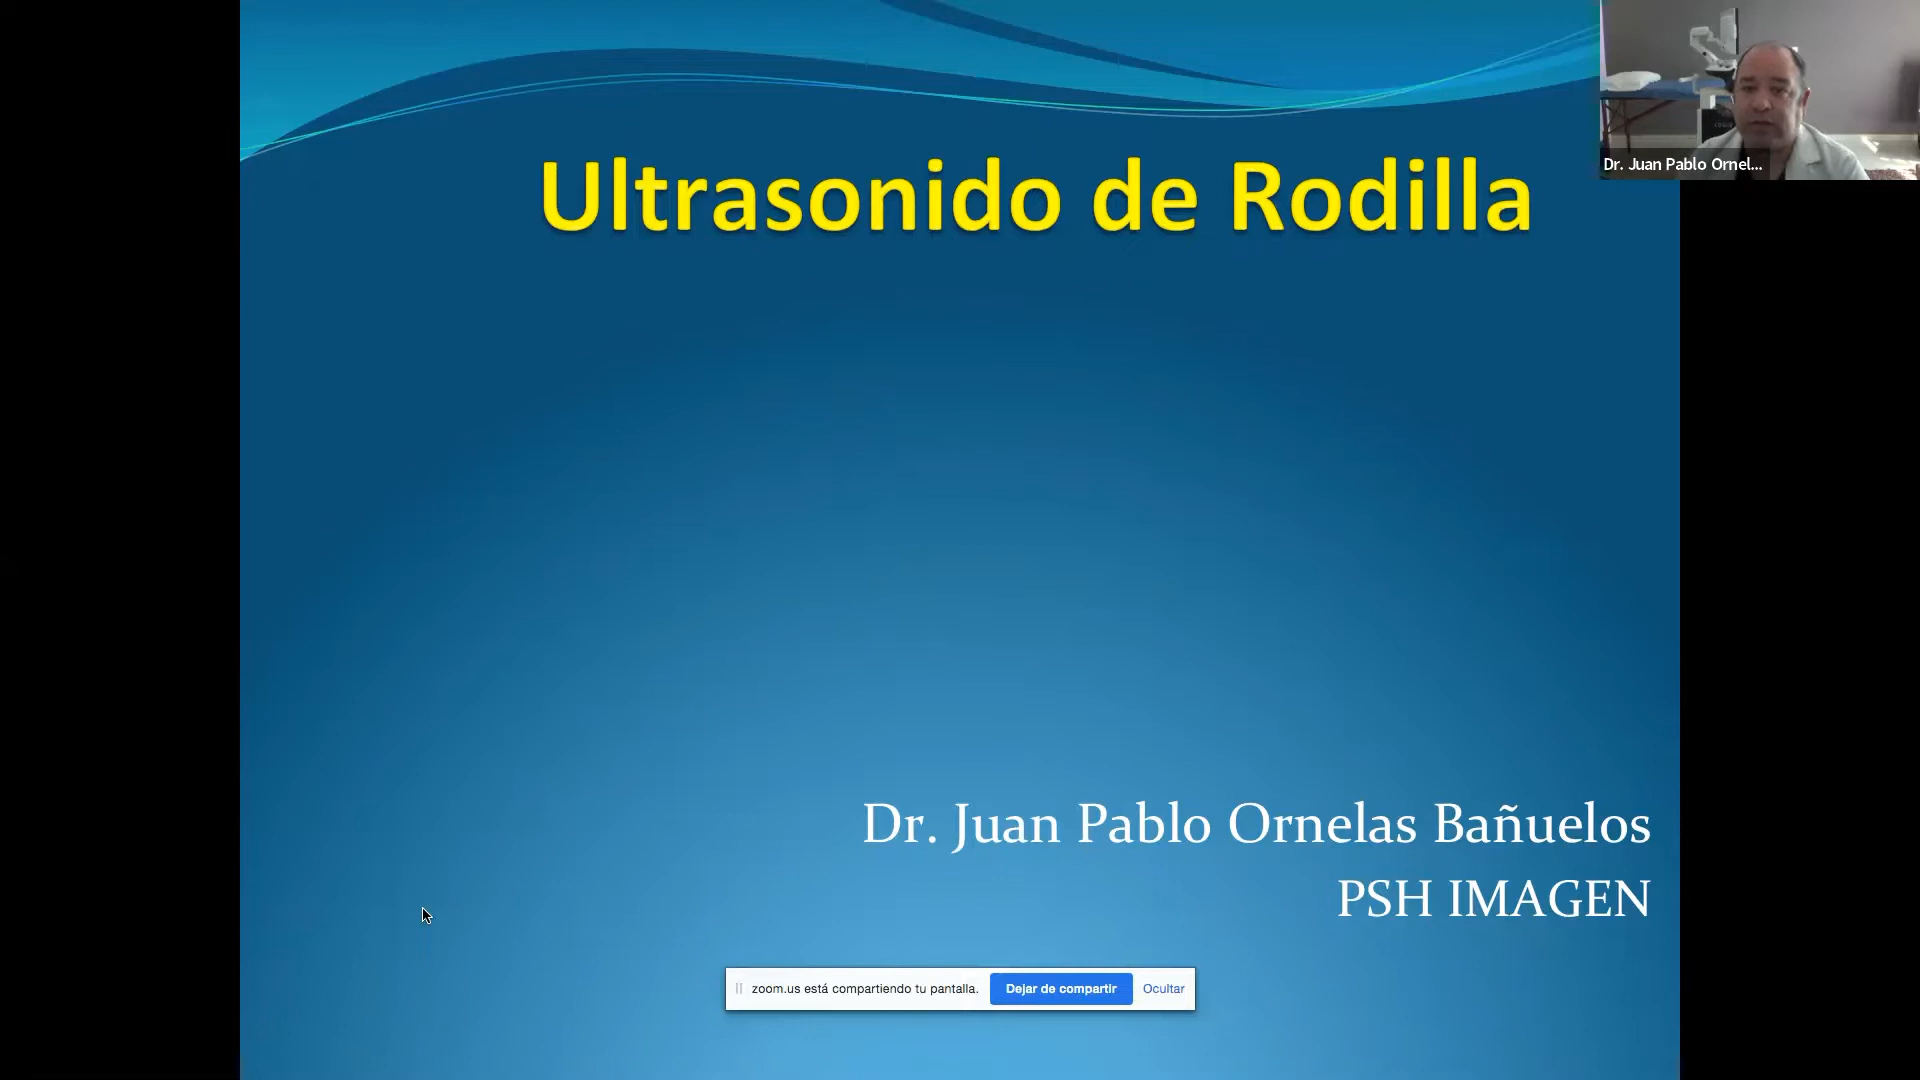 Ultrasonido de Rodilla
Dr. Juan Pablo Ornel...
Dr. Juan Pablo Ornelas Bañuelos
PSH IMAGEN
zoom.us está compartiendo tu pantalla. Dejar de compartir Ocultar